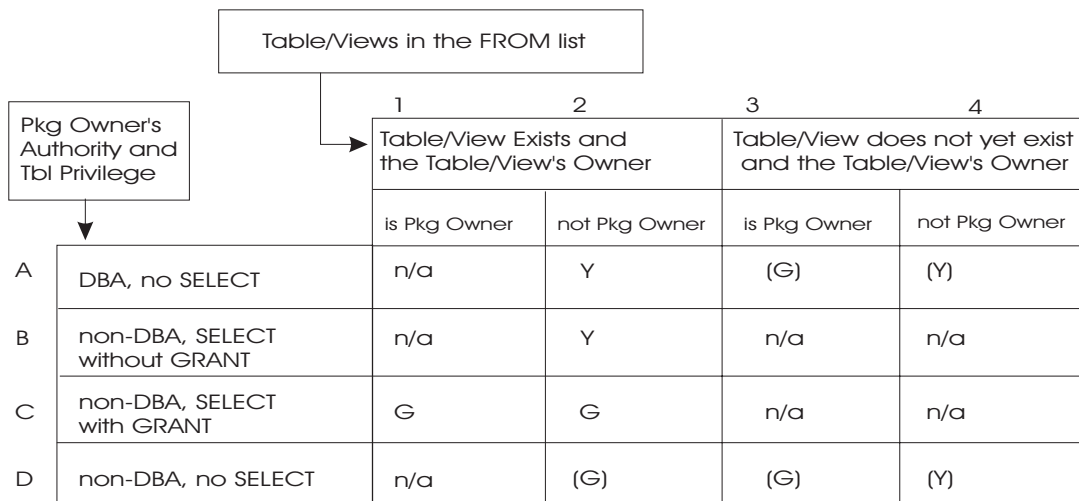 Table/Views in the FROM list
Pkg Owner's
Authority and
Tbl Privilege
1 2 3 4
Table/View Exists and
the Table/View's Owner
Table/View does not yet exist
and the Table/View's Owner
is Pkg Owner not Pkg Owner is Pkg Owner not Pkg Owner
A DBA, no SELECT n/a Y (G) (Y)
B non-DBA, SELECT
without GRANT n/a Y n/a n/a
C non-DBA, SELECT
with GRANT G G n/a n/a
D non-DBA, no SELECT n/a (G) (G) (Y)